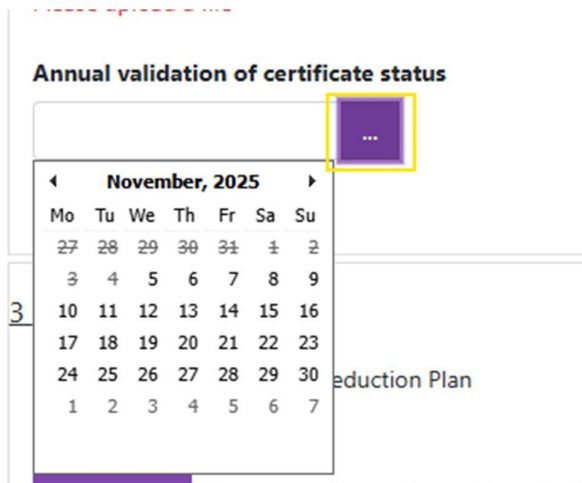 Please upload a file
Annual validation of certificate status
...
November, 2025
Mo Tu We Th Fr Sa Su
27 28 29 30 31 1 2
3 4 5 6 7 8 9
10 11 12 13 14 15 16
3
17 18 19 20 21 22 23
24 25 26 27 28 29 30
eduction Plan
1 2 3 4 5 6 7